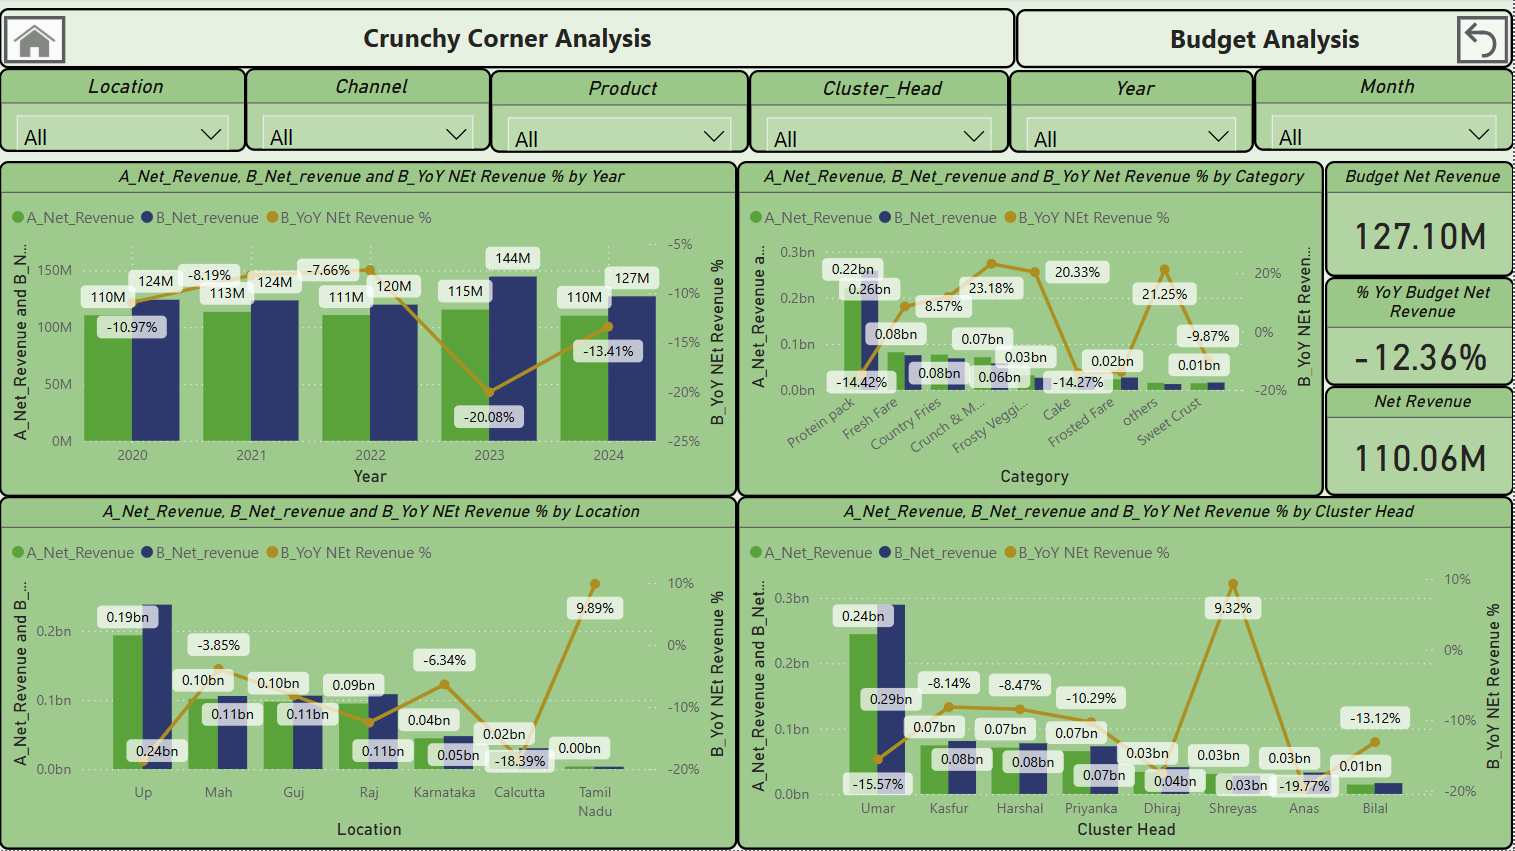 Crunchy Corner Analysis
Budget Analysis
Location
Channel
Product
Cluster_Head
Year
Month
All
All
All
All
All
All
A_Net_Revenue, B_Net_revenue and B_YoY NEt Revenue % by Year
A_Net_Revenue B_Net_revenue B_YoY NEt Revenue %
A_Net_Revenue and B_N...
150M
100M
50M
0M
110M
124M
-10.97%
-8.19%
113M
124M
-7.66%
111M
120M
115M
144M
-20.08%
110M
127M
-13.41%
-5%
-10%
-15%
-20%
-25%
B_YoY NEt Revenue %
2020
2021
2022
2023
2024
Year
A_Net_Revenue, B_Net_revenue and B_YoY Net Revenue % by Category
A_Net_Revenue B_Net_revenue B_YoY NEt Revenue %
A_Net_Revenue a...
0.3bn
0.2bn
0.1bn
0.0bn
0.22bn
0.26bn
-14.42%
0.08bn
8.57%
0.08bn
23.18%
0.07bn
0.06bn
20.33%
0.03bn
-14.27%
0.02bn
21.25%
-9.87%
0.01bn
20%
0%
-20%
B_YoY NEt Reven...
Protein pack
Fresh Fare
Country Fries
Crunch & M...
Frosty Veggi...
Cake
Frosted Fare
others
Sweet Crust
Category
Budget Net Revenue
127.10M
% YoY Budget Net
Revenue
-12.36%
Net Revenue
110.06M
A_Net_Revenue, B_Net_revenue and B_YoY NEt Revenue % by Location
A_Net_Revenue B_Net_revenue B_YoY NEt Revenue %
A_Net_Revenue and B_...
0.2bn
0.1bn
0.0bn
0.19bn
0.24bn
-3.85%
0.10bn
0.11bn
0.10bn
0.11bn
0.09bn
0.11bn
-6.34%
0.04bn
0.05bn
0.02bn
-18.39%
9.89%
0.00bn
10%
0%
-10%
-20%
B_YoY NEt Revenue %
Up
Mah
Guj
Raj
Karnataka
Calcutta
Tamil
Nadu
Location
A_Net_Revenue, B_Net_revenue and B_YoY Net Revenue % by Cluster Head
A_Net_Revenue B_Net_revenue B_YoY NEt Revenue %
A_Net_Revenue and B_Net...
0.3bn
0.2bn
0.1bn
0.0bn
0.24bn
0.29bn
-15.57%
-8.14%
0.07bn
0.08bn
-8.47%
0.07bn
0.08bn
-10.29%
0.07bn
0.07bn
0.03bn
0.04bn
9.32%
0.03bn
0.03bn
0.03bn
-19.77%
-13.12%
0.01bn
10%
0%
-10%
-20%
B_YoY NEt Revenue %
Umar
Kasfur
Harshal
Priyanka
Dhiraj
Shreyas
Anas
Bilal
Cluster Head